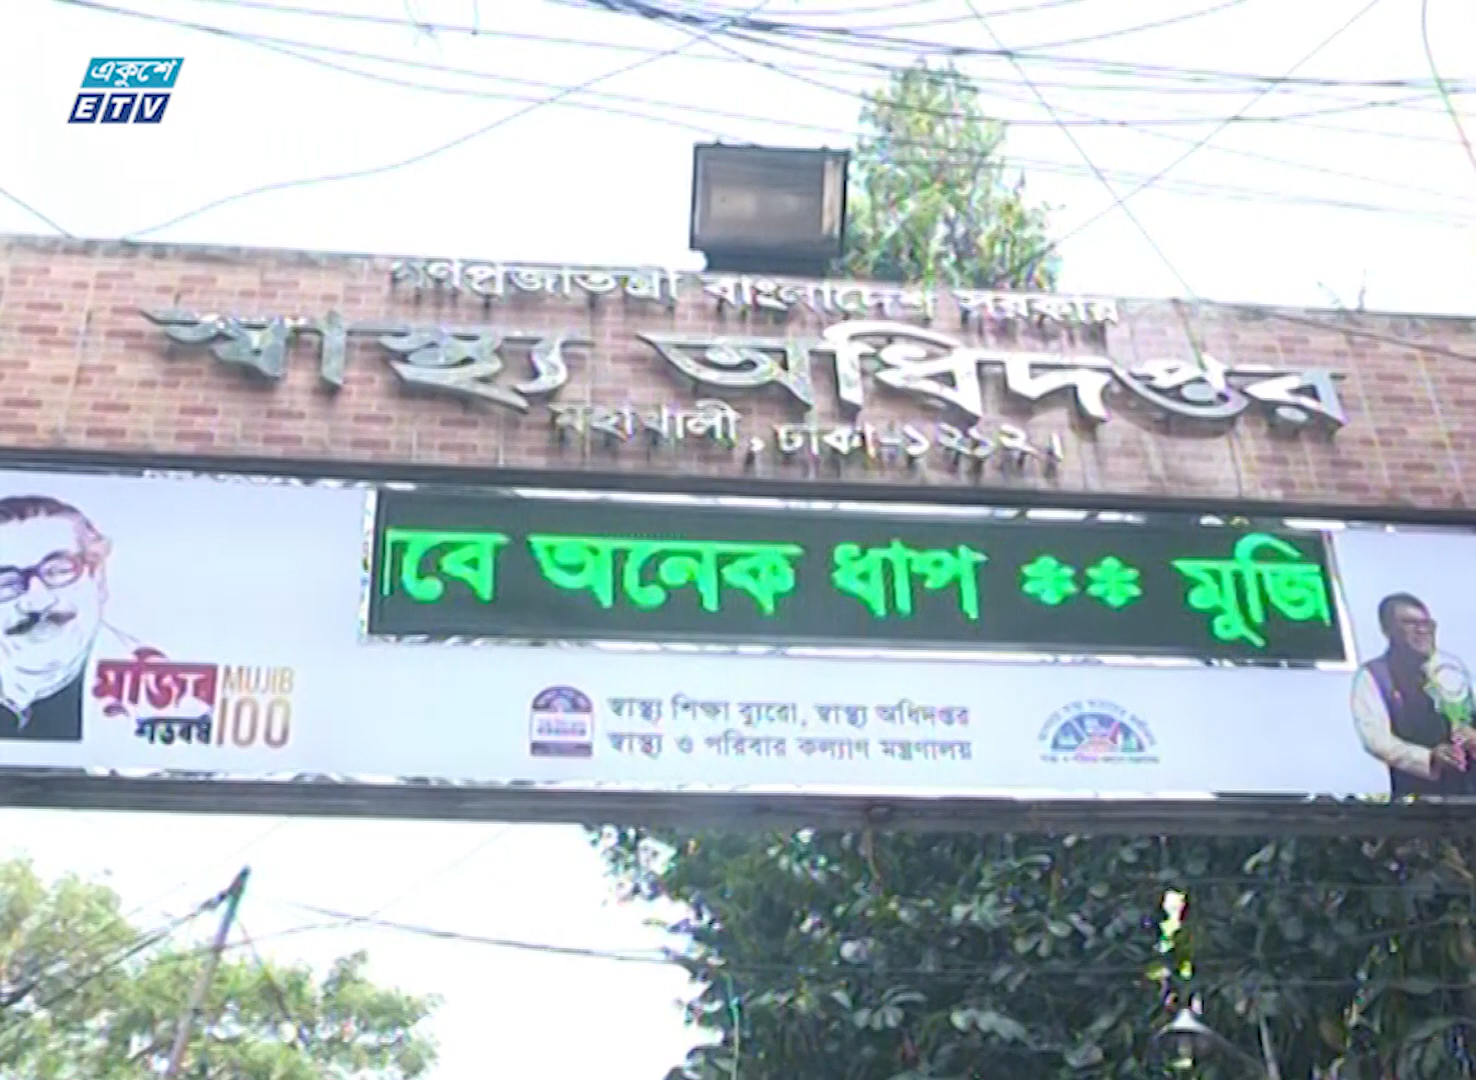 একুশে
ETV
গণপ্রজাতন্ত্রী বাংলাদেশ সরকার
স্বাস্থ্য অধিদপ্তর
মহাখালী, ঢাকা-১২১২।
বে অনেক ধাপ ** মুজি
মুজিব MUJIB
শতবর্ষ 100
স্বাস্থ্য শিক্ষা ব্যুরো, স্বাস্থ্য অধিদপ্তর
স্বাস্থ্য ও পরিবার কল্যাণ মন্ত্রণালয়